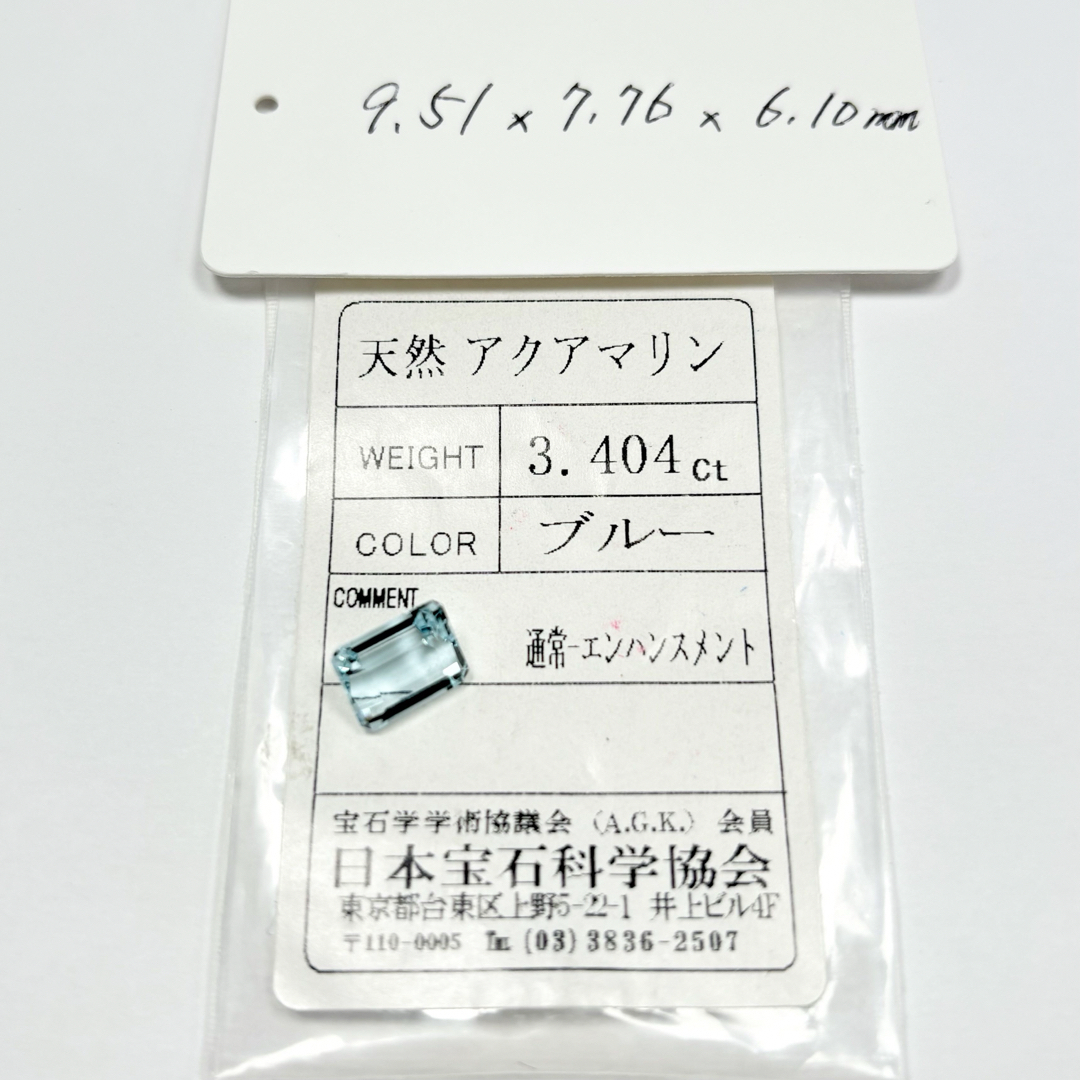 9.51 x 7.76 x 6.10mm
天然 アクアマリン
WEIGHT 3.404ct
COLOR ブルー
COMMENT
通常-エンハンスメント
宝石学学術協議会 (A.G.K.) 会員
日本宝石科学協会
東京都台東区上野5-22-1 井上ビル4F
〒110-0005 ℡ (03) 3836-2507